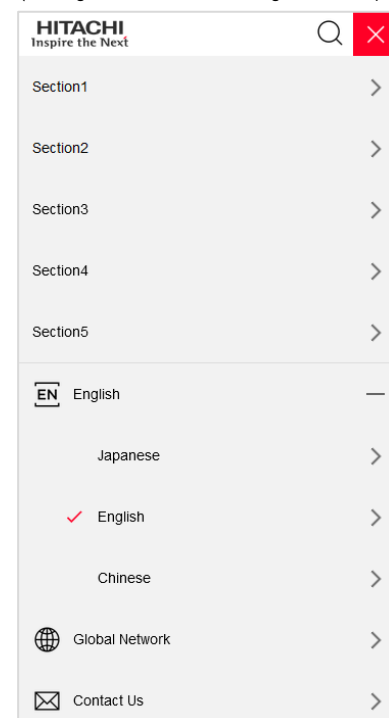 HITACHI
Inspire the Next
Section1
Section2
Section3
Section4
Section5
EN English
Japanese
English
Chinese
Global Network
Contact Us